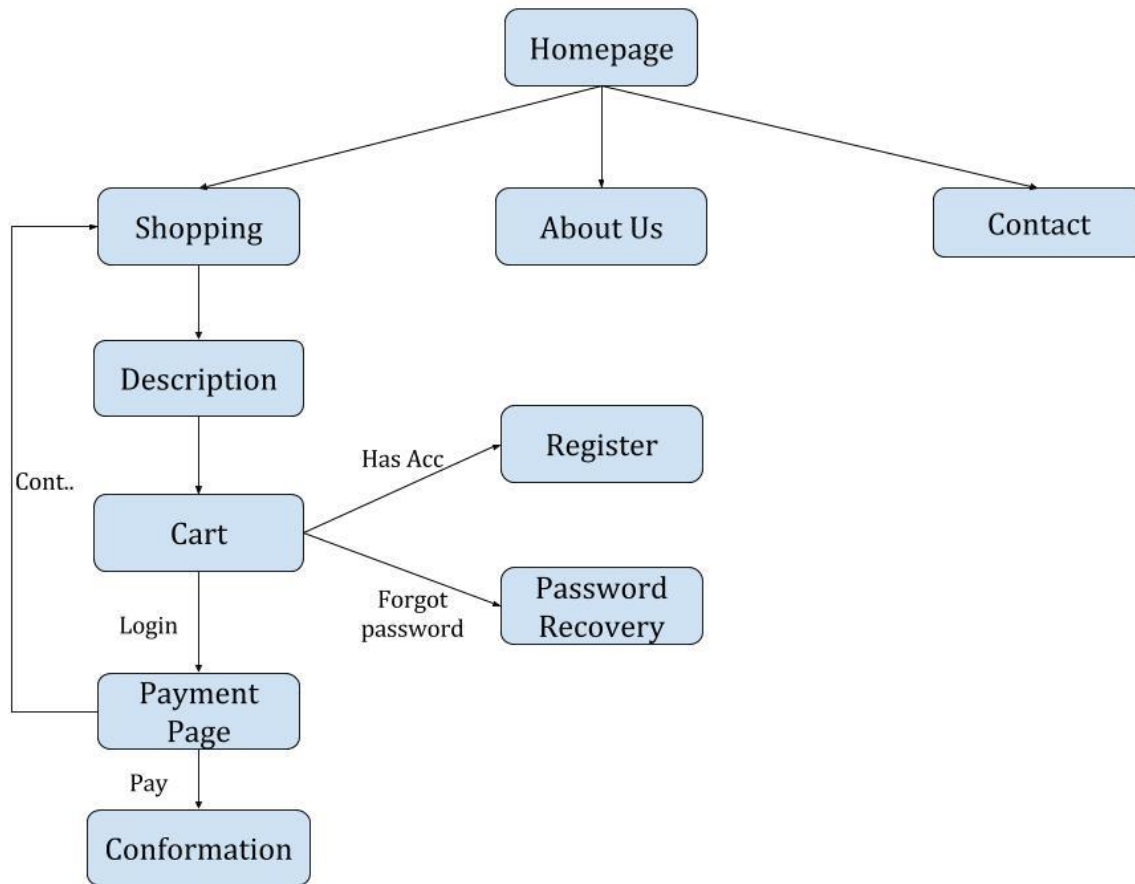 Homepage
Shopping
About Us
Contact
Description
Register
Has Acc
Cont..
Cart
Forgot
password
Password
Recovery
Login
Payment
Page
Pay
Conformation